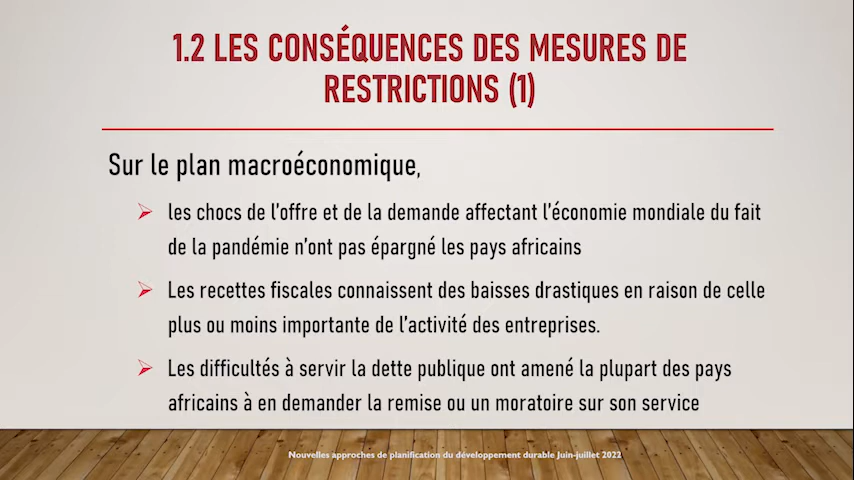 1.2 LES CONSÉQUENCES DES MESURES DE
RESTRICTIONS (1)
Sur le plan macroéconomique,
les chocs de l'offre et de la demande affectant l'économie mondiale du fait
de la pandémie n'ont pas épargné les pays africains
Les recettes fiscales connaissent des baisses drastiques en raison de celle
plus ou moins importante de l'activité des entreprises.
Les difficultés à servir la dette publique ont amené la plupart des pays
africains à en demander la remise ou un moratoire sur son service
Nouvelles approches de planification du développement durable Juin-juillet 2022